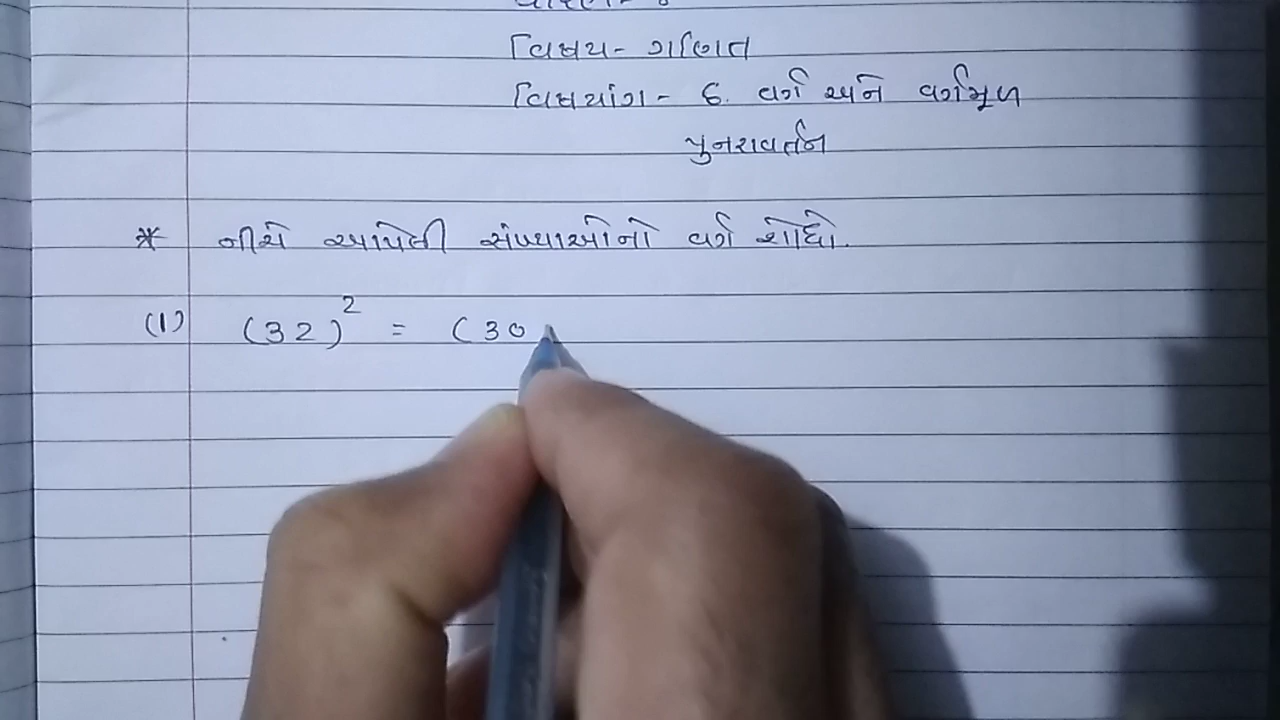 વિષય- ગણિત
વિષયાંગ- 6. વર્ગ અને વર્ગમૂળ
પુનરાવર્તન
* નીચે આપેલી સંખ્યાઓનો વર્ગ શોધો.
(1) (32)² = (30